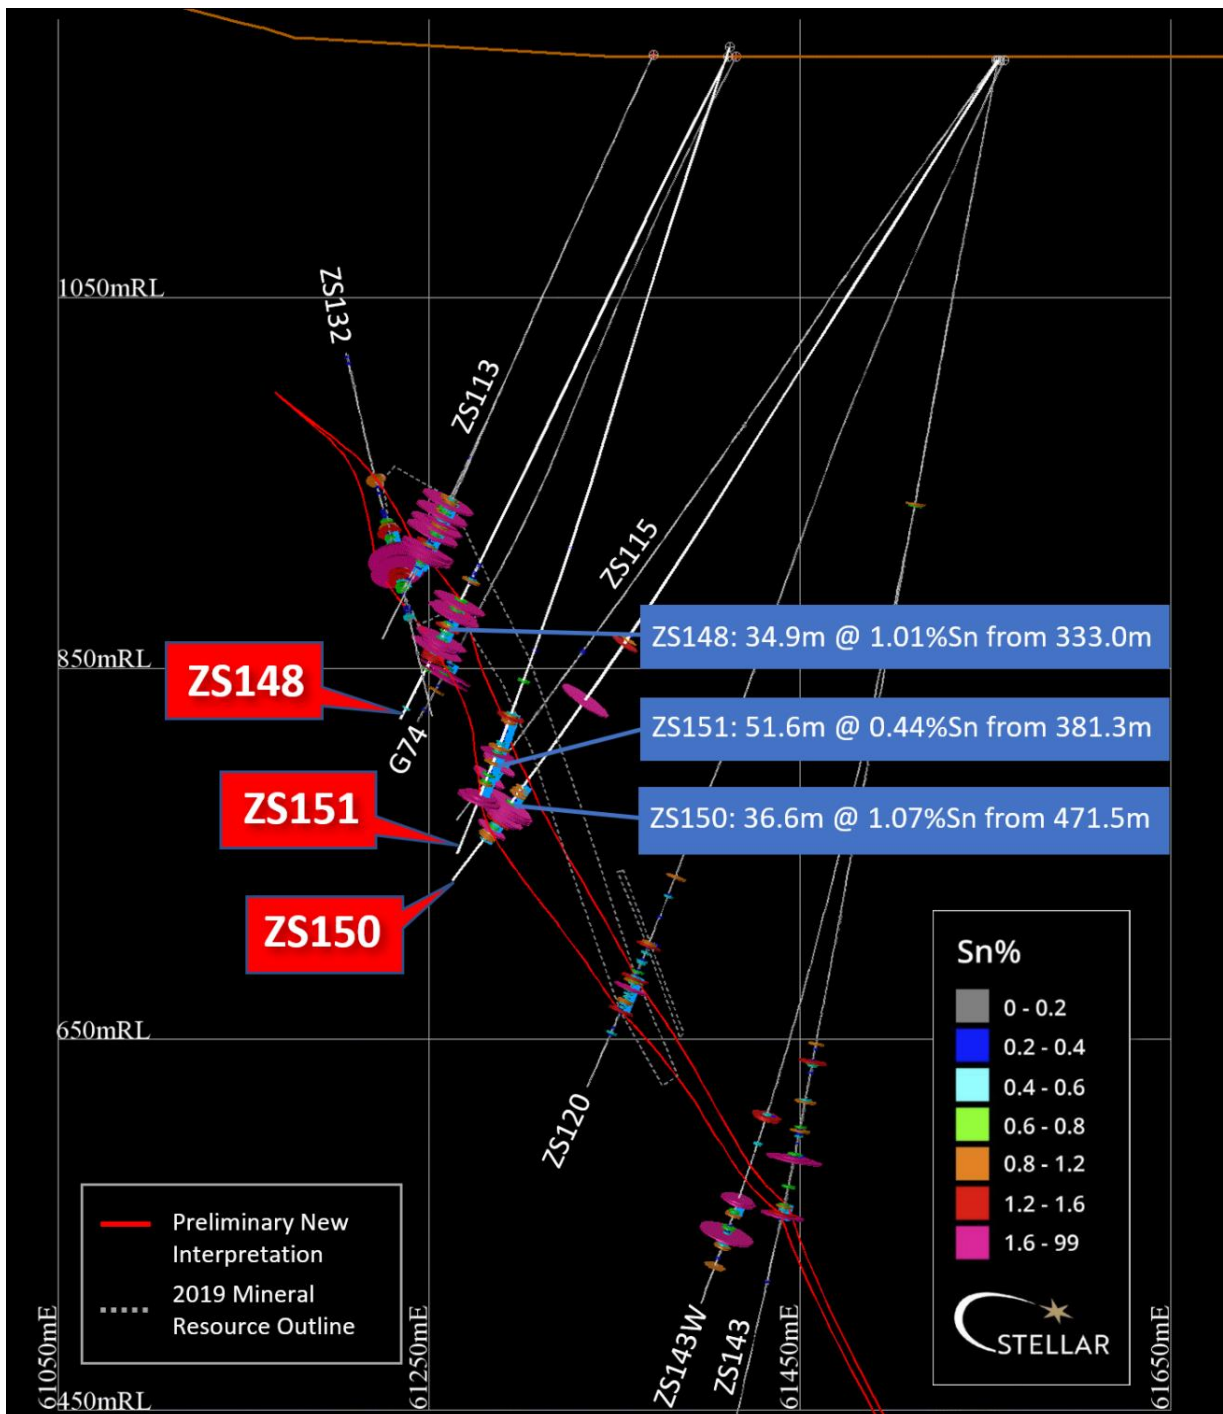 1050mRL
ZS132
ZS113
ZS115
ZS148: 34.9m @ 1.01%Sn from 333.0m
850mRL
ZS148
ZS151: 51.6m @ 0.44%Sn from 381.3m
G74
ZS151
ZS150: 36.6m @ 1.07%Sn from 471.5m
ZS150
Sn%
0 - 0.2
0.2 - 0.4
0.4 - 0.6
0.6 - 0.8
0.8 - 1.2
1.2 - 1.6
1.6 - 99
650mRL
ZS120
Preliminary New
Interpretation
2019 Mineral
Resource Outline
ZS143W
ZS143
STELLAR
61050mE
61250mE
61450mE
61650mE
450mRL